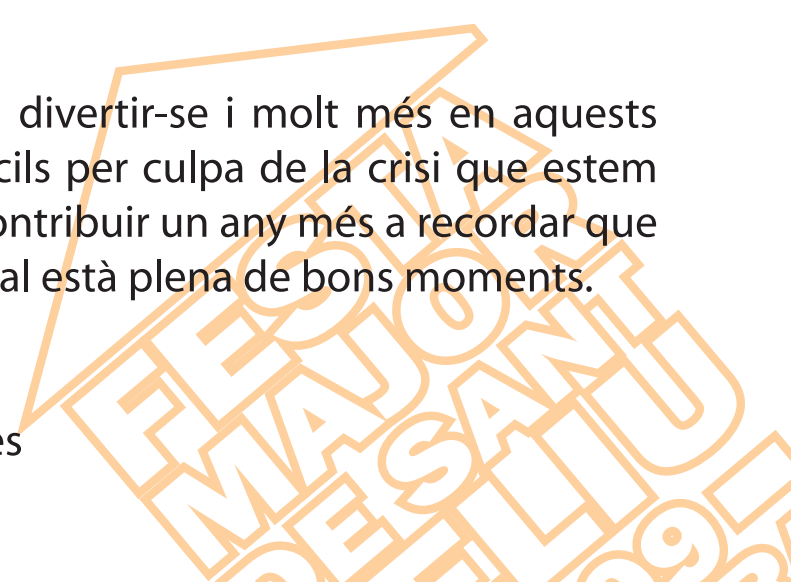 divertir-se i molt més en aquests
cils per culpa de la crisi que estem
ontribuir un any més a recordar que
al està plena de bons moments.
es
FESTA
MAJOR
DE SANT
ELIU